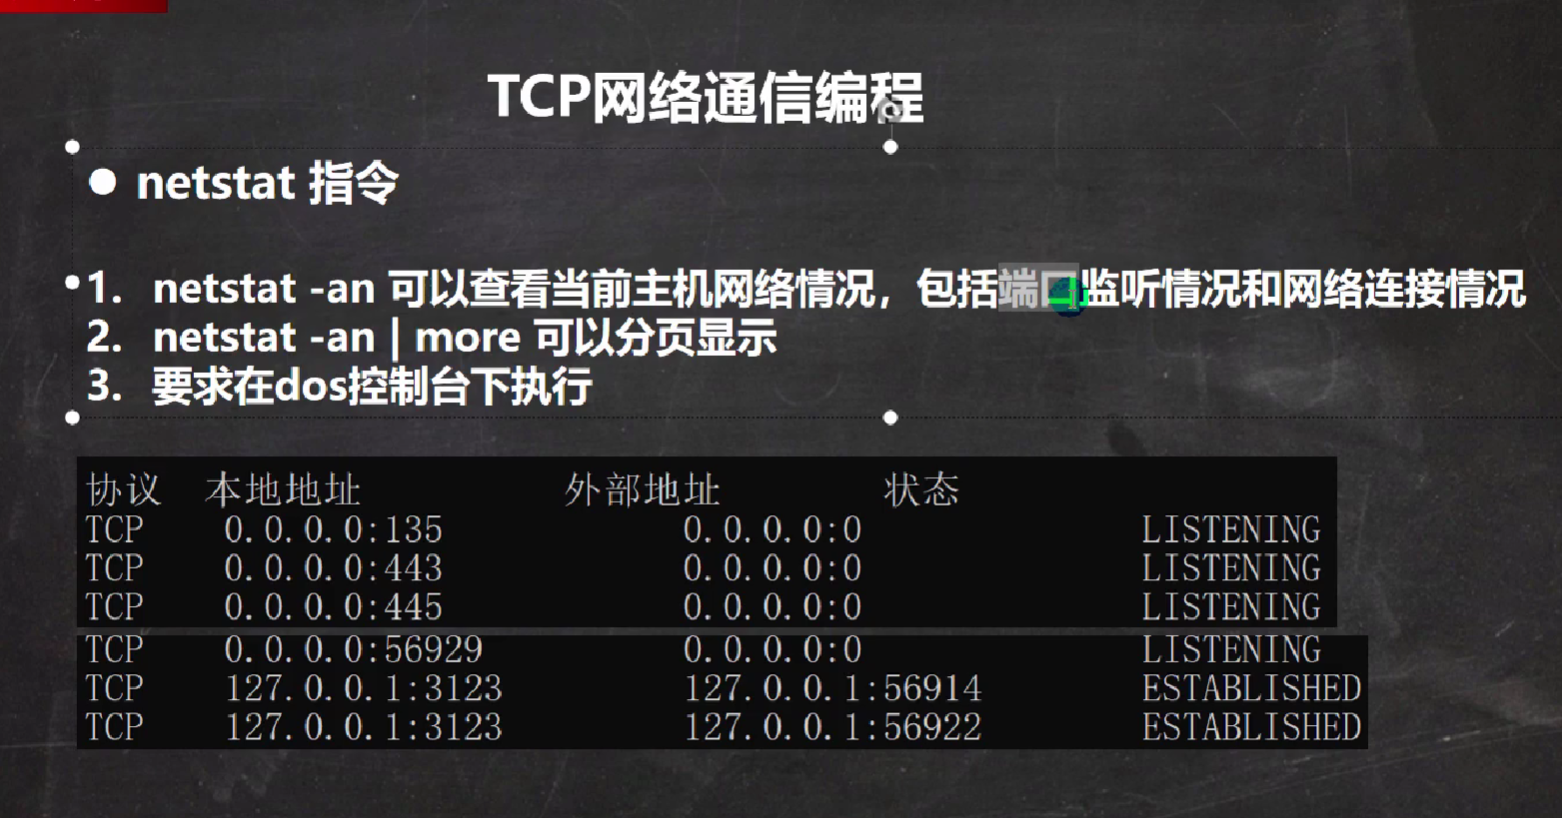 TCP网络通信编程
● netstat 指令
1. netstat -an 可以查看当前主机网络情况，包括端口监听情况和网络连接情况
2. netstat -an | more 可以分页显示
3. 要求在dos控制台下执行
协议 本地地址 外部地址 状态
TCP 0.0.0.0:135 0.0.0.0:0 LISTENING
TCP 0.0.0.0:443 0.0.0.0:0 LISTENING
TCP 0.0.0.0:445 0.0.0.0:0 LISTENING
TCP 0.0.0.0:56929 0.0.0.0:0 LISTENING
TCP 127.0.0.1:3123 127.0.0.1:56914 ESTABLISHED
TCP 127.0.0.1:3123 127.0.0.1:56922 ESTABLISHED